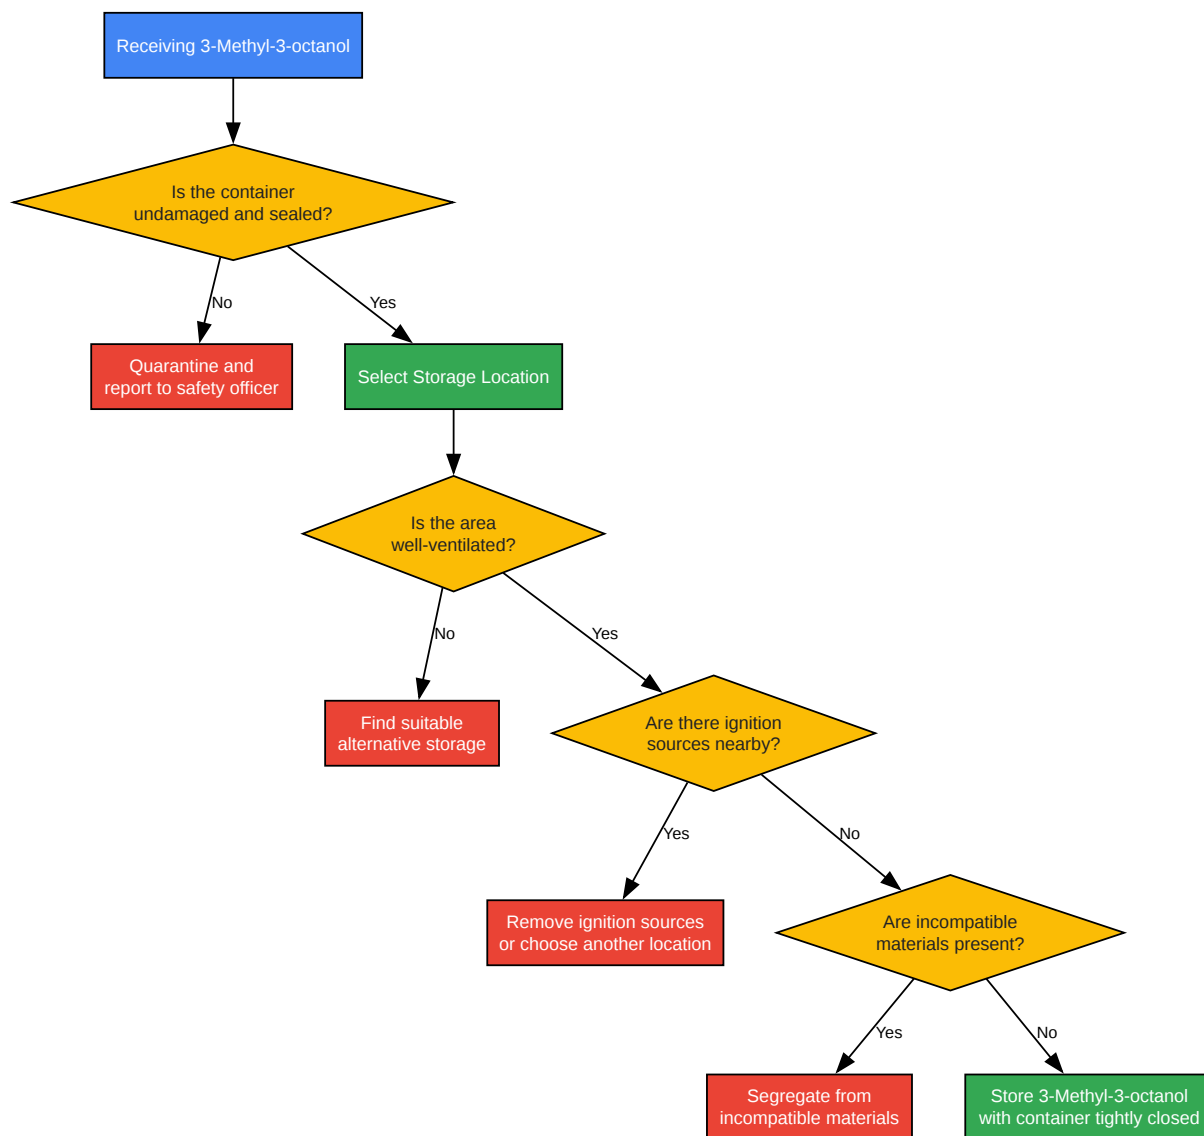 Receiving 3-Methyl-3-octanol
Is the container
undamaged and sealed?
No
Yes
Quarantine and
report to safety officer
Select Storage Location
Is the area
well-ventilated?
No
Yes
Find suitable
alternative storage
Are there ignition
sources nearby?
Yes
No
Remove ignition sources
or choose another location
Are incompatible
materials present?
Yes
No
Segregate from
incompatible materials
Store 3-Methyl-3-octanol
with container tightly closed